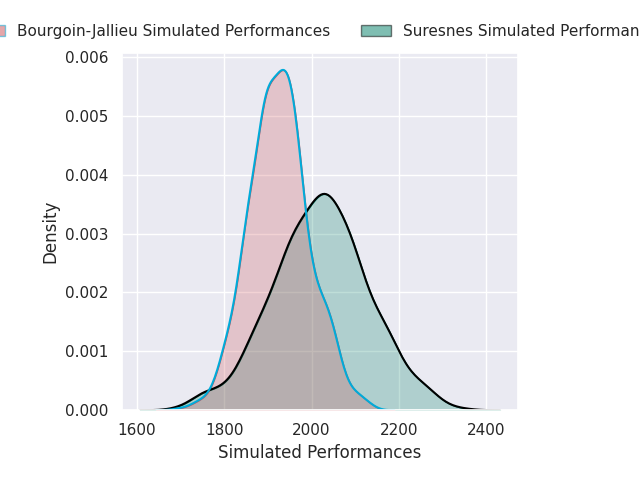 Bourgoin-Jallieu Simulated Performances
Suresnes Simulated
0.006
0.005
0.004
0.003
0.002
0.001
0.000
Density
1600 1800 2000 2200 2400
Simulated Performances